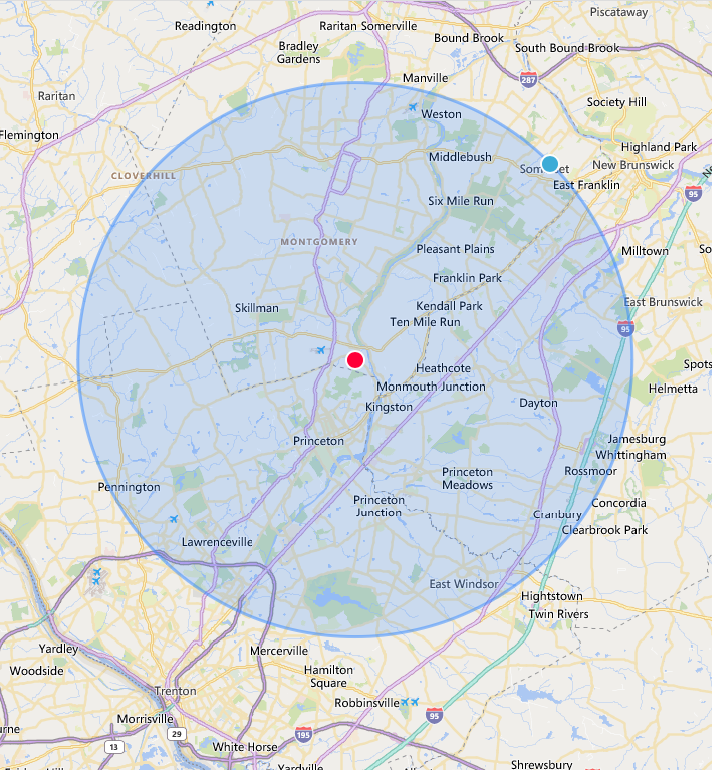 Piscataway
Readington
Raritan Somerville
Bound Brook
Bradley
Gardens
South Bound Brook
Manville
287
Raritan
Society Hill
Weston
Flemington
Highland Park
Middlebush
New Brunswick
CLOVERHILL
East Franklin
95
Six Mile Run
MONTGOMERY
Pleasant Plains
Milltown
Franklin Park
Skillman
Kendall Park
East Brunswick
Ten Mile Run
95
Heathcote
Spots
Monmouth Junction
Helmetta
Kingston
Dayton
Princeton
Jamesburg
Whittingham
Princeton
Meadows
Rossmoor
Pennington
Princeton
Junction
Concordia
Cranbury
Clearbrook Park
Lawrenceville
East Windsor
Hightstown
Twin Rivers
Yardley
Mercerville
Woodside
Hamilton
Square
Trenton
Robbinsville
95
Morrisville
29
195
13
White Horse
Shrewsbury